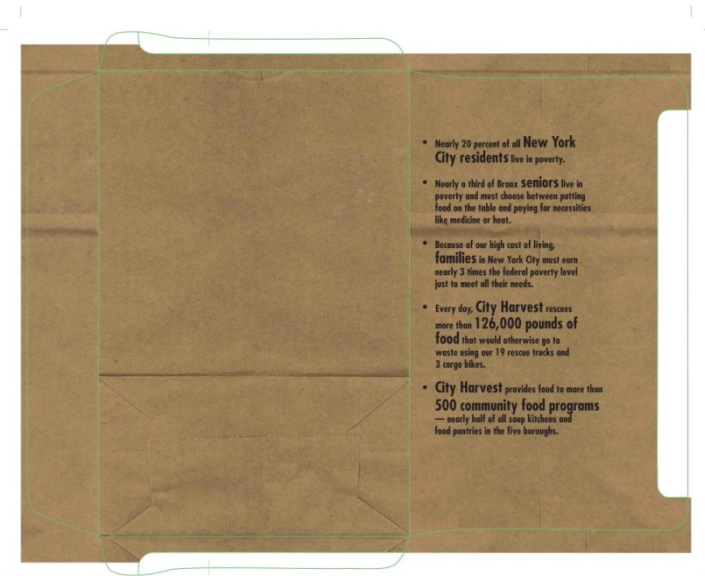 • Nearly 20 percent of all New York
City residents live in poverty.
• Nearly a third of Bronx seniors live in
poverty and must choose between putting
food on the table and paying for necessities
like medicine or heat.
• Because of our high cost of living,
families in New York City must earn
nearly 3 times the federal poverty level
just to meet all their needs.
• Every day, City Harvest rescues
more than 126,000 pounds of
food that would otherwise go to
waste using our 19 rescue trucks and
3 cargo bikes.
• City Harvest provides food to more than
500 community food programs
— nearly half of all soup kitchens and
food pantries in the five boroughs.